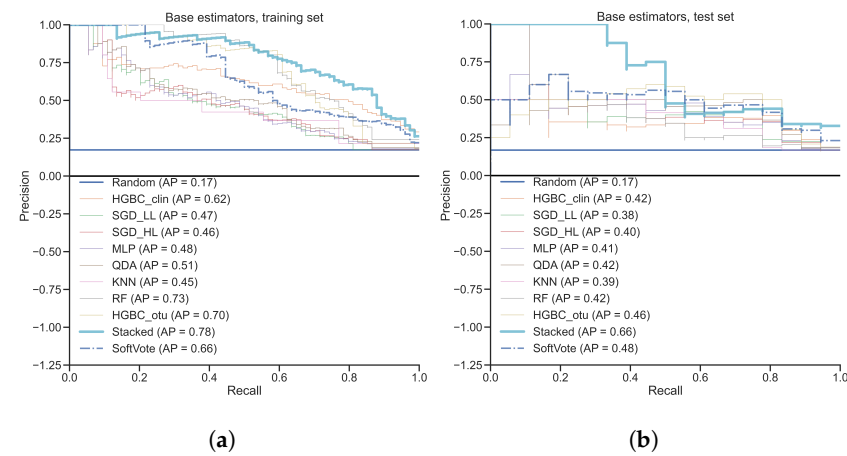 Base estimators, training set
1.00
0.75
0.50
0.25
0.00
−0.25
−0.50
−0.75
−1.00
−1.25
Precision
Random (AP = 0.17)
HGBC_clin (AP = 0.62)
SGD_LL (AP = 0.47)
SGD_HL (AP = 0.46)
MLP (AP = 0.48)
QDA (AP = 0.51)
KNN (AP = 0.45)
RF (AP = 0.73)
HGBC_otu (AP = 0.70)
Stacked (AP = 0.78)
SoftVote (AP = 0.66)
0.0 0.2 0.4 0.6 0.8 1.0
Recall
(a)
Base estimators, test set
1.00
0.75
0.50
0.25
0.00
−0.25
−0.50
−0.75
−1.00
−1.25
Precision
Random (AP = 0.17)
HGBC_clin (AP = 0.42)
SGD_LL (AP = 0.38)
SGD_HL (AP = 0.40)
MLP (AP = 0.41)
QDA (AP = 0.42)
KNN (AP = 0.39)
RF (AP = 0.42)
HGBC_otu (AP = 0.46)
Stacked (AP = 0.66)
SoftVote (AP = 0.48)
0.0 0.2 0.4 0.6 0.8 1.0
Recall
(b)